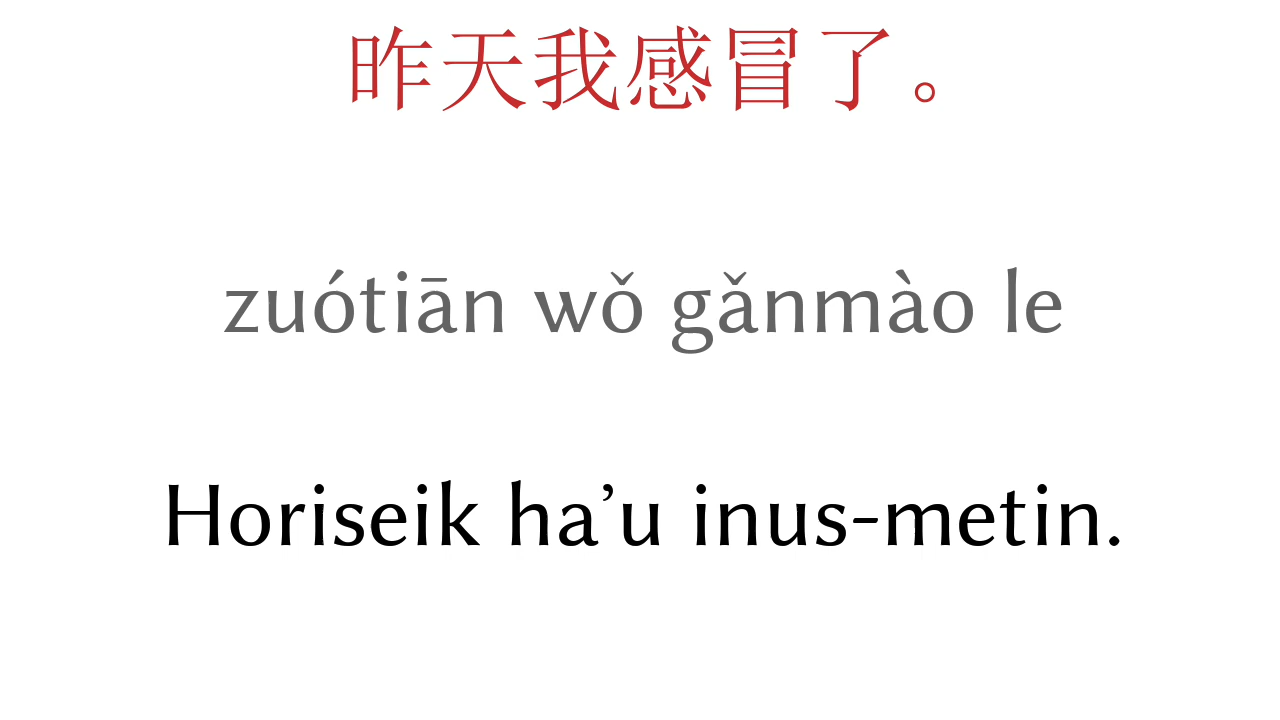 昨天我感冒了。
zuótiān wǒ gǎnmào le
Horiseik ha’u inus-metin.